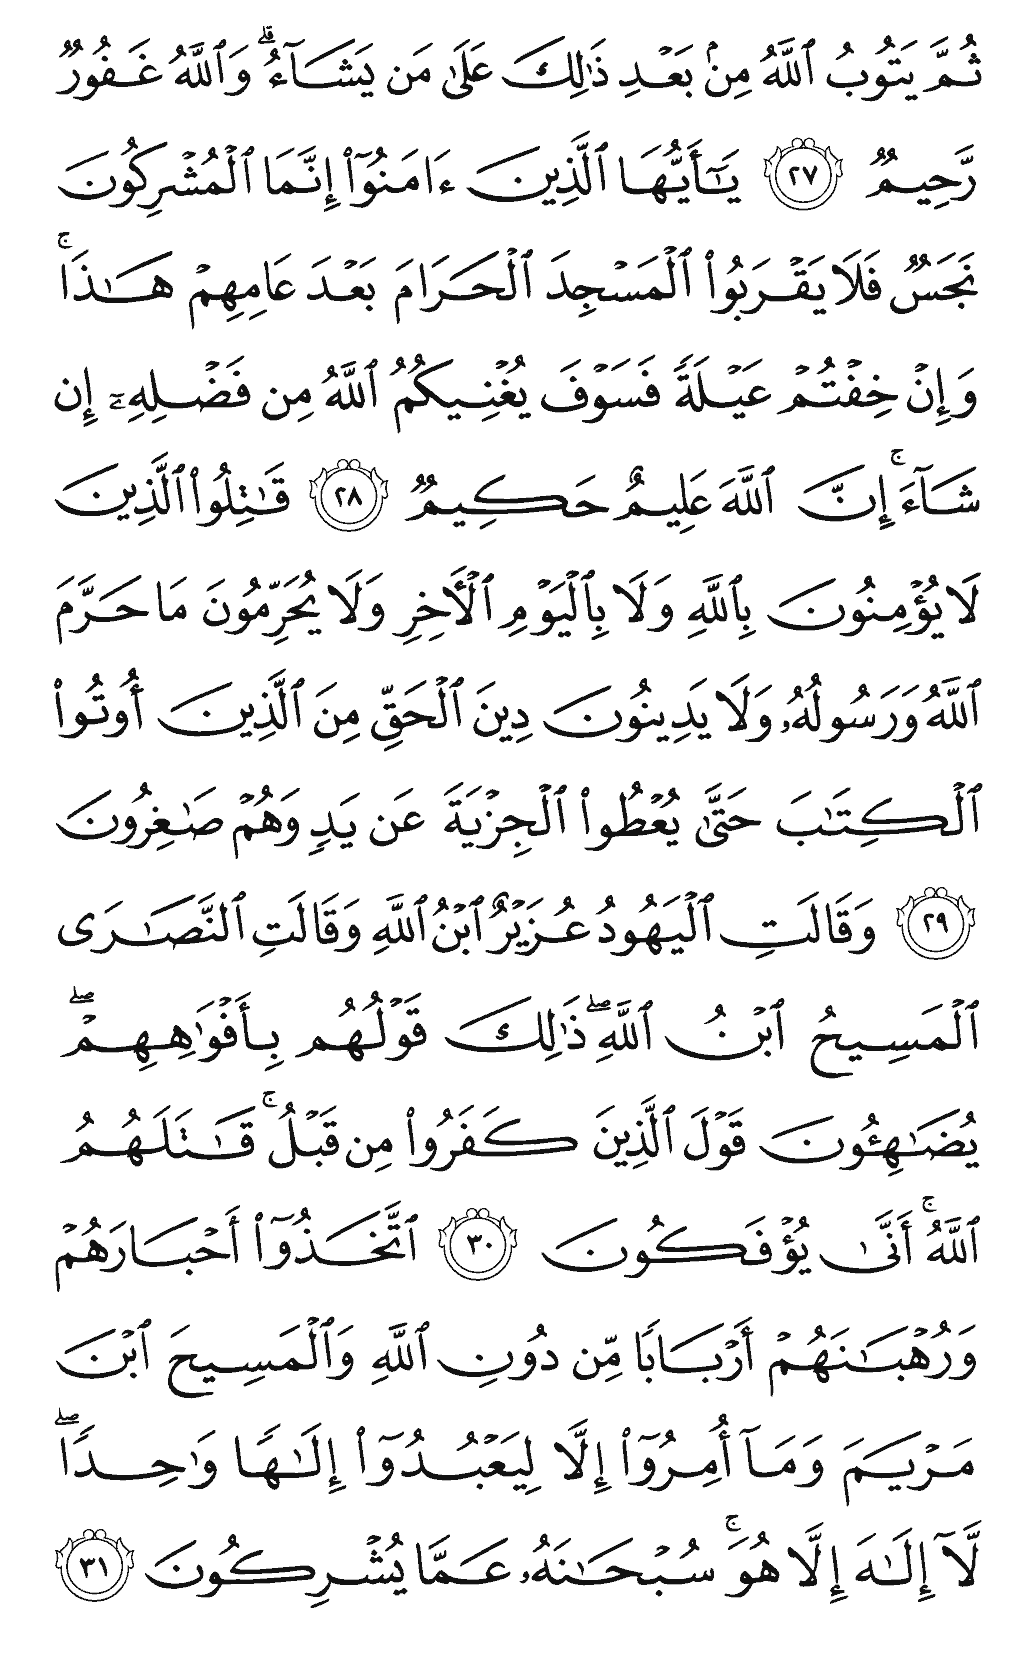 ثُمَّ يَتُوبُ ٱللَّهُ مِنۢ بَعۡدِ ذَٰلِكَ عَلَىٰ مَن يَشَآءُۗ وَٱللَّهُ غَفُورٞ
رَّحِيمٞ ٢٧ يَٰٓأَيُّهَا ٱلَّذِينَ ءَامَنُوٓاْ إِنَّمَا ٱلۡمُشۡرِكُونَ
نَجَسٞ فَلَا يَقۡرَبُواْ ٱلۡمَسۡجِدَ ٱلۡحَرَامَ بَعۡدَ عَامِهِمۡ هَٰذَاۚ
وَإِنۡ خِفۡتُمۡ عَيۡلَةٗ فَسَوۡفَ يُغۡنِيكُمُ ٱللَّهُ مِن فَضۡلِهِۦٓ إِن
شَآءَۚ إِنَّ ٱللَّهَ عَلِيمٌ حَكِيمٞ ٢٨ قَٰتِلُواْ ٱلَّذِينَ
لَا يُؤۡمِنُونَ بِٱللَّهِ وَلَا بِٱلۡيَوۡمِ ٱلۡأٓخِرِ وَلَا يُحَرِّمُونَ مَا حَرَّمَ
ٱللَّهُ وَرَسُولُهُۥ وَلَا يَدِينُونَ دِينَ ٱلۡحَقِّ مِنَ ٱلَّذِينَ أُوتُواْ
ٱلۡكِتَٰبَ حَتَّىٰ يُعۡطُواْ ٱلۡجِزۡيَةَ عَن يَدٖ وَهُمۡ صَٰغِرُونَ
٢٩ وَقَالَتِ ٱلۡيَهُودُ عُزَيۡرٌ ٱبۡنُ ٱللَّهِ وَقَالَتِ ٱلنَّصَٰرَى
ٱلۡمَسِيحُ ٱبۡنُ ٱللَّهِۖ ذَٰلِكَ قَوۡلُهُم بِأَفۡوَٰهِهِمۡۖ
يُضَٰهِـُٔونَ قَوۡلَ ٱلَّذِينَ كَفَرُواْ مِن قَبۡلُۚ قَٰتَلَهُمُ
ٱللَّهُۚ أَنَّىٰ يُؤۡفَكُونَ ٣٠ ٱتَّخَذُوٓاْ أَحۡبَارَهُمۡ
وَرُهۡبَٰنَهُمۡ أَرۡبَابٗا مِّن دُونِ ٱللَّهِ وَٱلۡمَسِيحَ ٱبۡنَ
مَرۡيَمَ وَمَآ أُمِرُوٓاْ إِلَّا لِيَعۡبُدُوٓاْ إِلَٰهٗا وَٰحِدٗاۖ
لَّآ إِلَٰهَ إِلَّا هُوَۚ سُبۡحَٰنَهُۥ عَمَّا يُشۡرِكُونَ ٣١